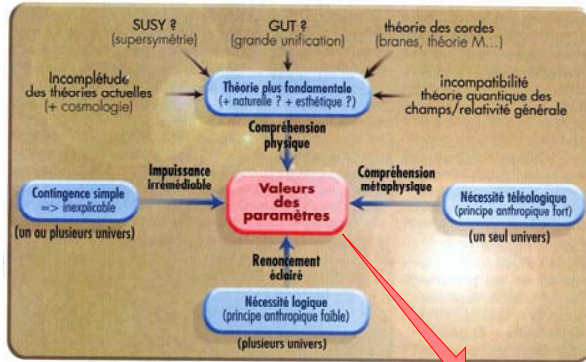 SUSY ?
(supersymétrie)
GUT ?
(grande unification)
théorie des cordes
(branes, théorie M...)
Incomplétude
des théories actuelles
(+ cosmologie)
Théorie plus fondamentale
(+ naturelle ? + esthétique ?)
incompatibilité
théorie quantique des
champs/relativité générale
Compréhension
physique
Impuissance
irrémédiable
Compréhension
métaphysique
Contingence simple
=> inexplicable
(un ou plusieurs univers)
Valeurs
des
paramètres
Nécessité téléologique
(principe anthropique fort)
(un seul univers)
Renoncement
éclairé
Nécessité logique
(principe anthropique faible)
(plusieurs univers)